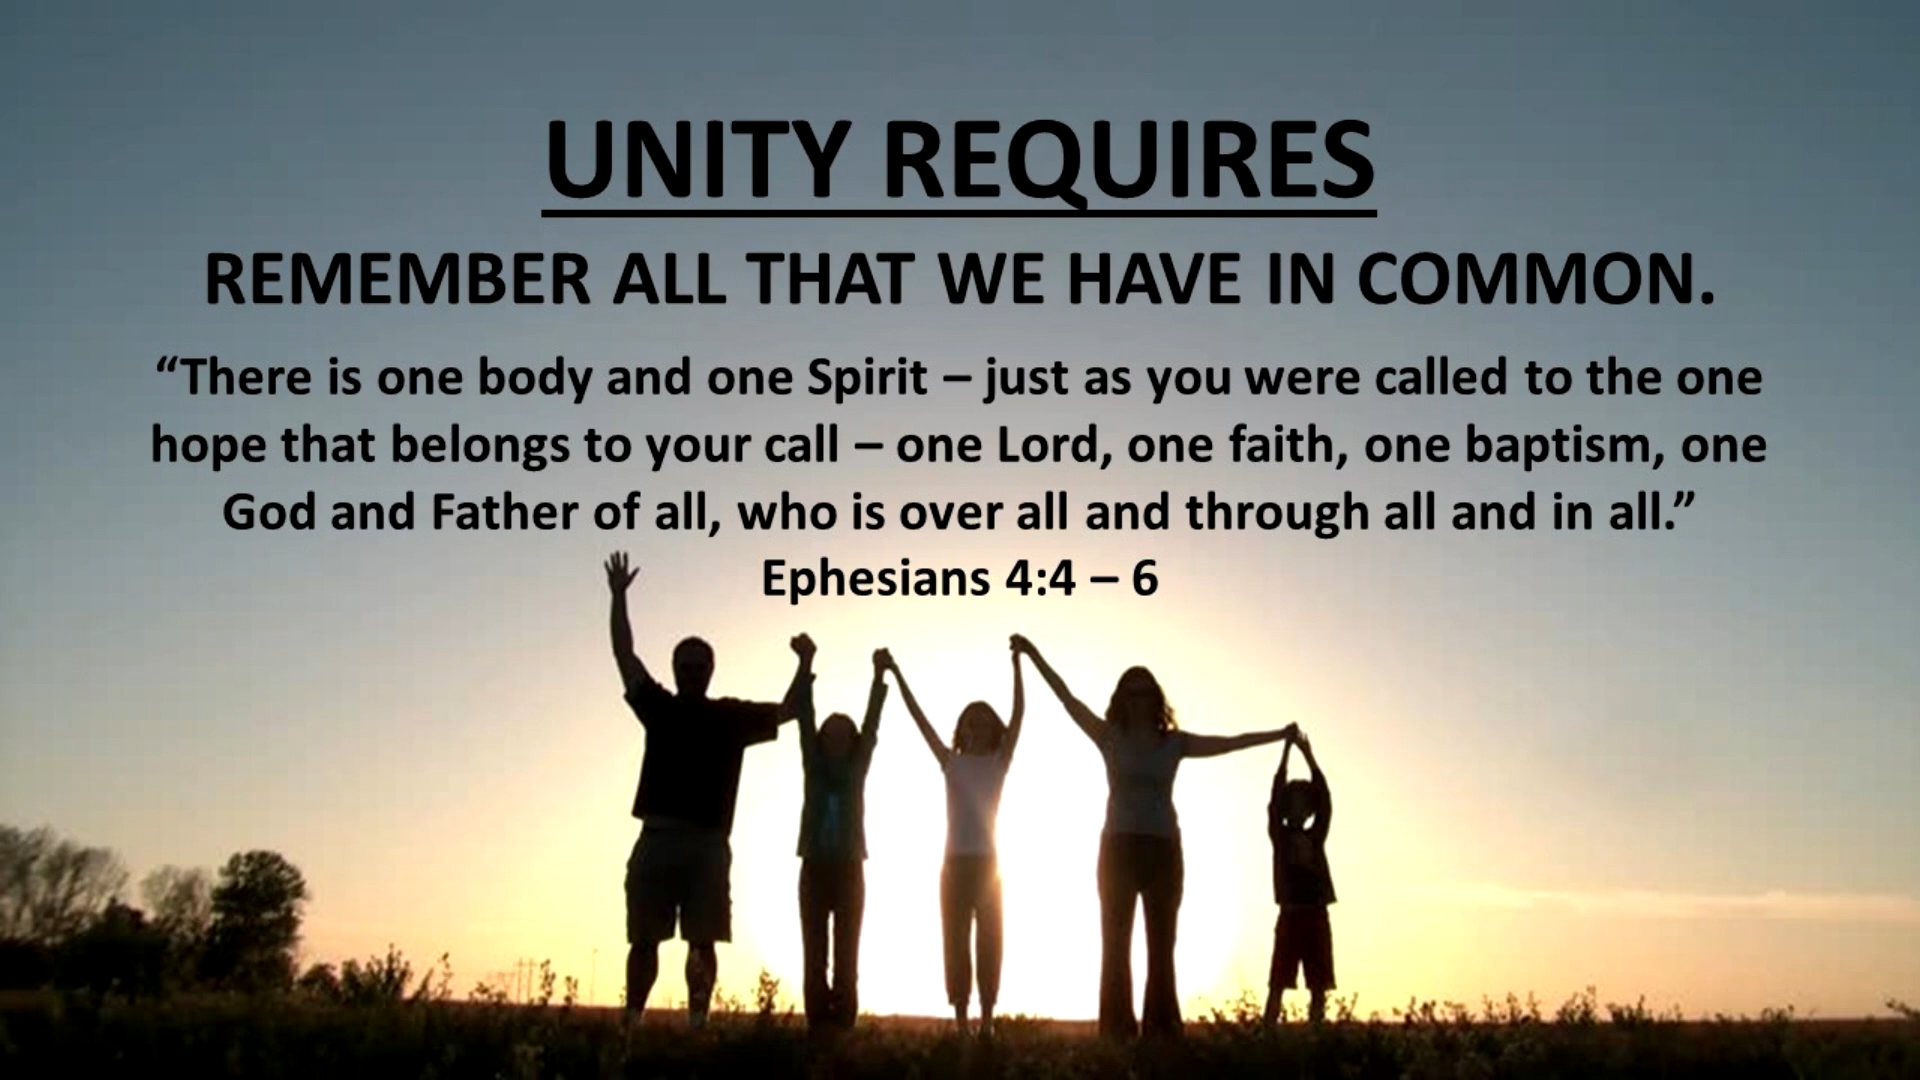 UNITY REQUIRES
REMEMBER ALL THAT WE HAVE IN COMMON.
“There is one body and one Spirit – just as you were called to the one
hope that belongs to your call – one Lord, one faith, one baptism, one
God and Father of all, who is over all and through all and in all.”
Ephesians 4:4 – 6